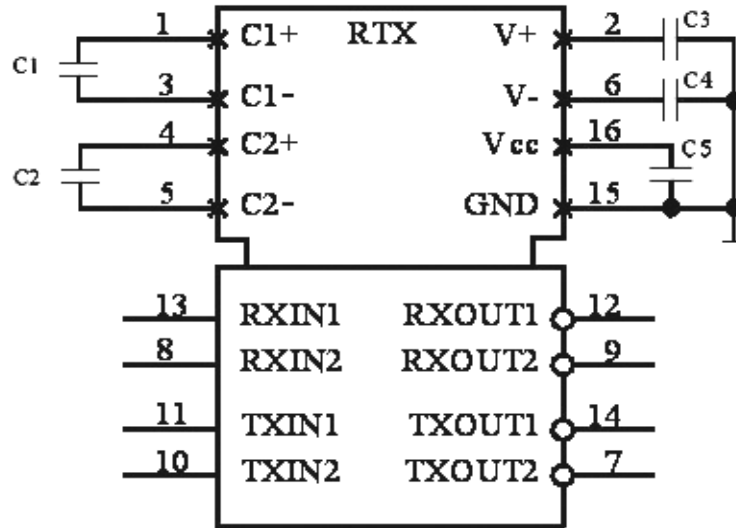 1 C1+ RTX V+ 2 C3
C1
3 C1- V- 6 C4
4 C2+ Vcc 16 C5
C2
5 C2- GND 15
13 RXIN1 RXOUT1 12
8 RXIN2 RXOUT2 9
11 TXIN1 TXOUT1 14
10 TXIN2 TXOUT2 7